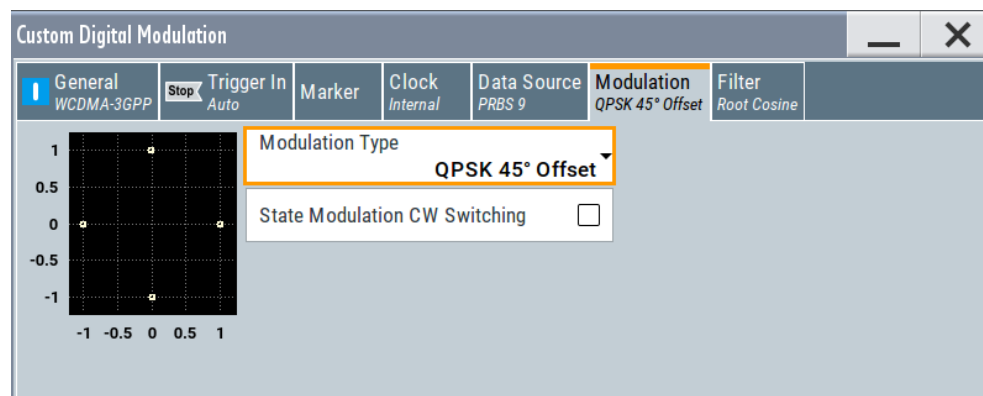 Custom Digital Modulation
General
WCDMA-3GPP
Stop
Trigger In
Auto
Marker
Clock
Internal
Data Source
PRBS 9
Modulation
QPSK 45° Offset
Filter
Root Cosine
1
0.5
0
-0.5
-1
-1 -0.5 0 0.5 1
Modulation Type
QPSK 45° Offset
State Modulation CW Switching